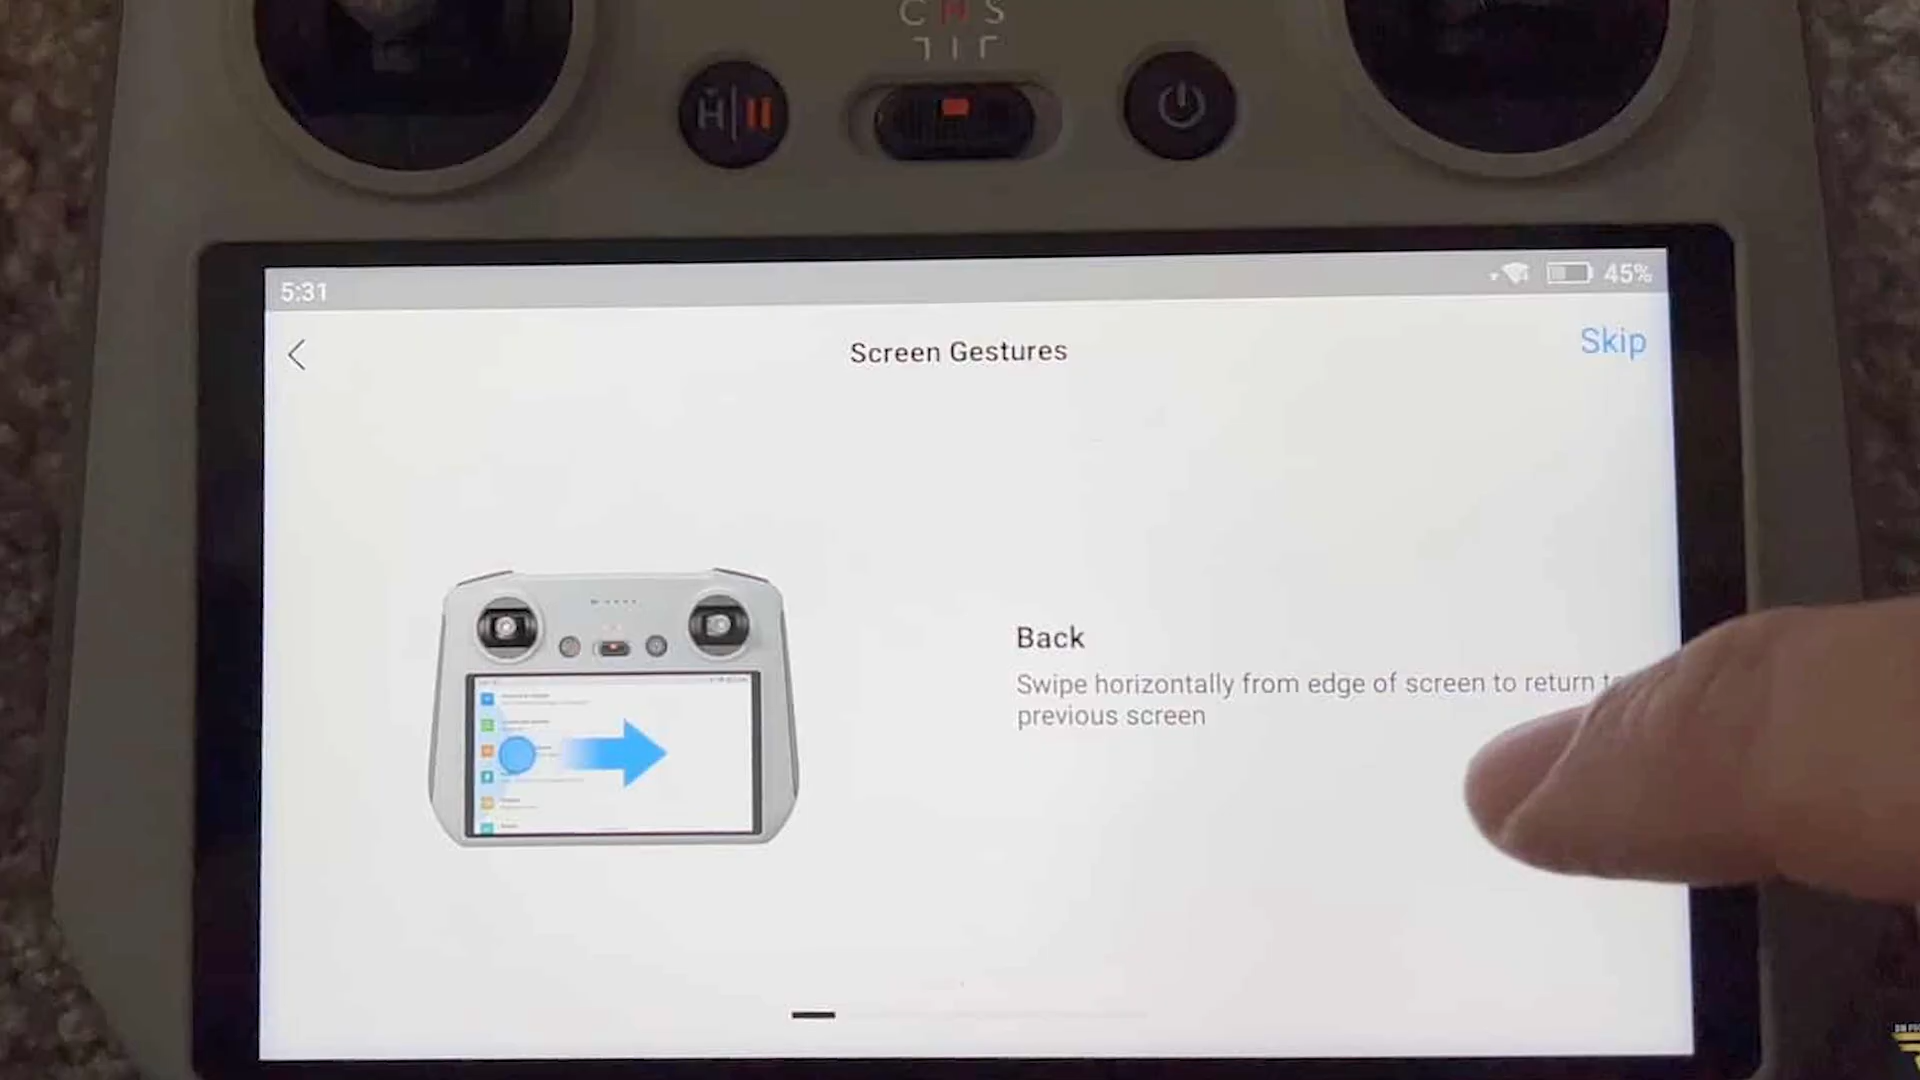 C N S
H
5:31
45%
Screen Gestures
Skip
Back
Swipe horizontally from edge of screen to return
previous screen